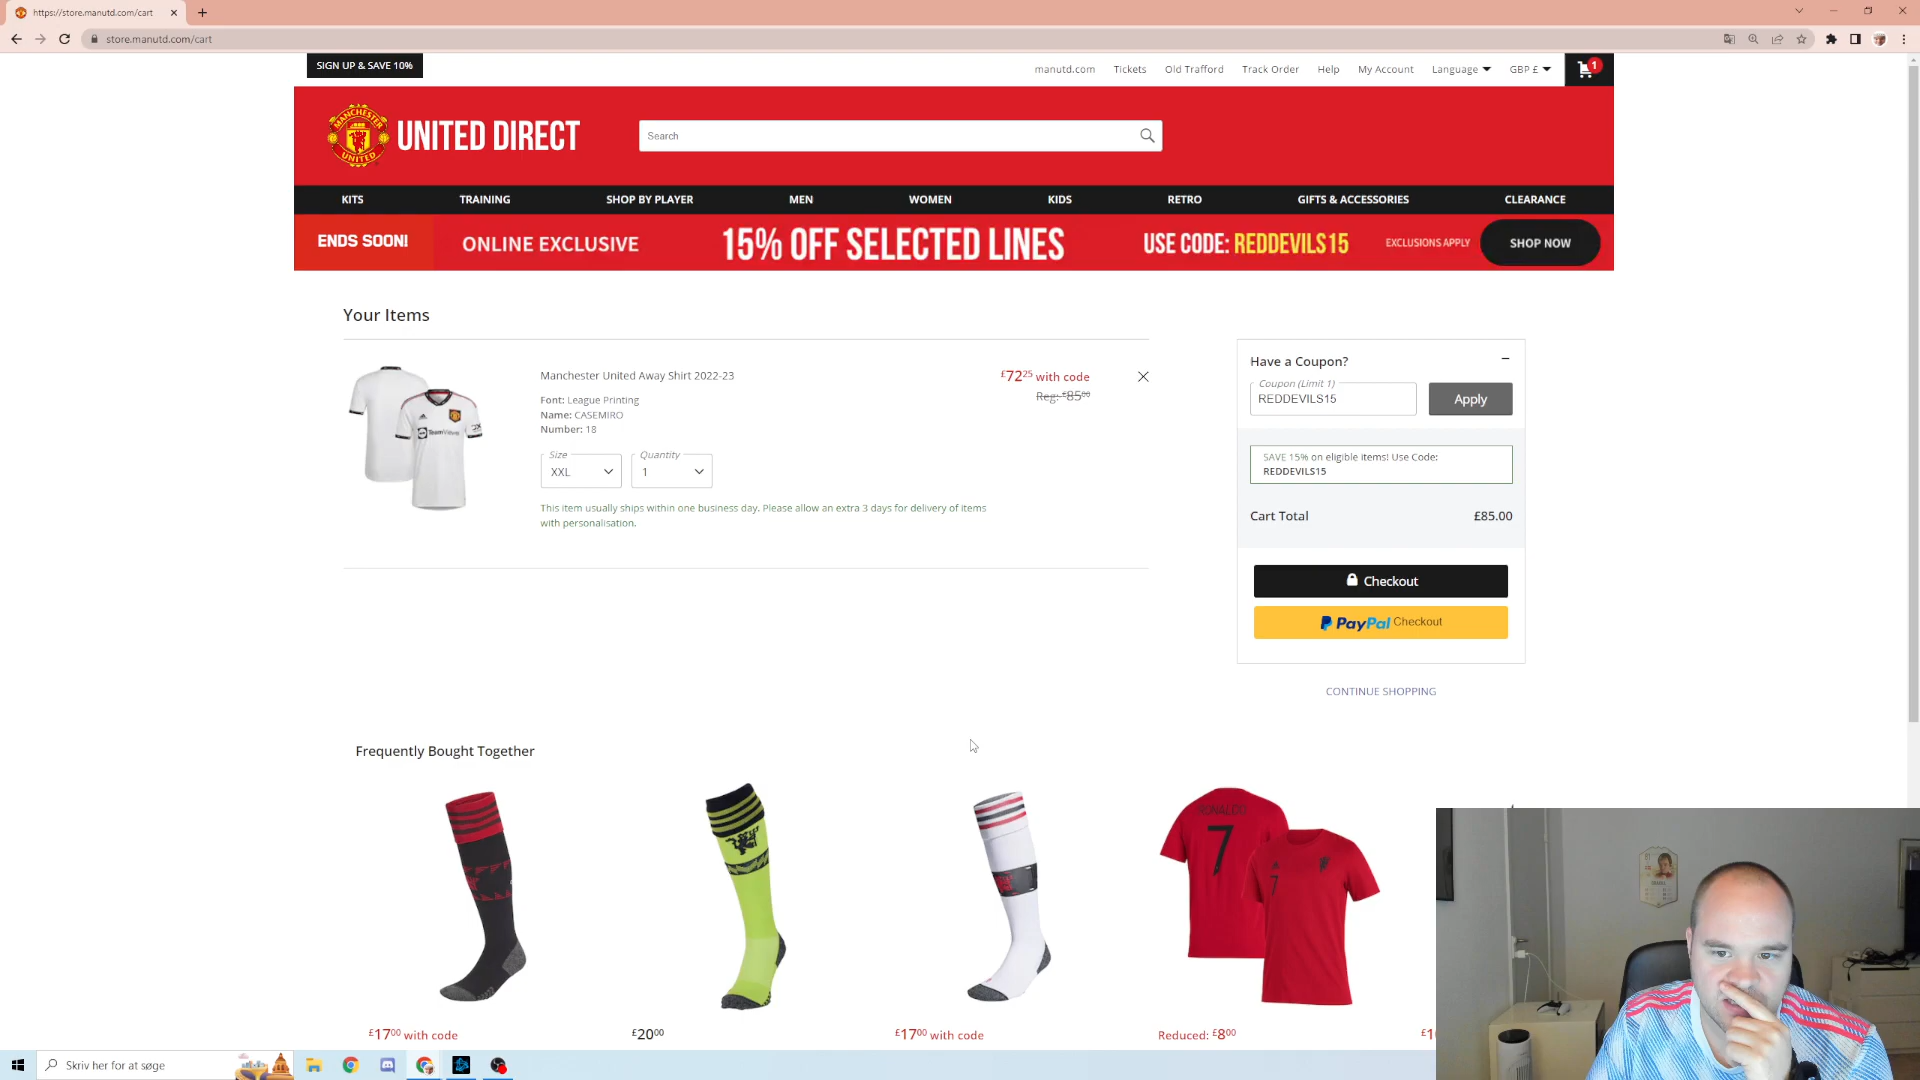 https://store.manutd.com/cart
store.manutd.com/cart
SIGN UP & SAVE 10%
manutd.com Tickets Old Trafford Track Order Help My Account Language GBP £ 1
MANCHESTER UNITED
UNITED DIRECT
Search
KITS TRAINING SHOP BY PLAYER MEN WOMEN KIDS RETRO GIFTS & ACCESSORIES CLEARANCE
ENDS SOON! ONLINE EXCLUSIVE 15% OFF SELECTED LINES USE CODE: REDDEVILS15 EXCLUSIONS APPLY SHOP NOW
Your Items
Manchester United Away Shirt 2022-23
£72.25 with code
Reg: £85.00
Font: League Printing
Name: CASEMIRO
Number: 18
Size
XXL
Quantity
1
This item usually ships within one business day. Please allow an extra 3 days for delivery of items
with personalisation.
TeamViewer
Have a Coupon?
Coupon (Limit 1)
REDDEVILS15
Apply
SAVE 15% on eligible items! Use Code:
REDDEVILS15
Cart Total £85.00
Checkout
PayPal Checkout
CONTINUE SHOPPING
Frequently Bought Together
RONALDO
7
7
£17.00 with code
£20.00
£17.00 with code
Reduced: £8.00
Skriv her for at søge